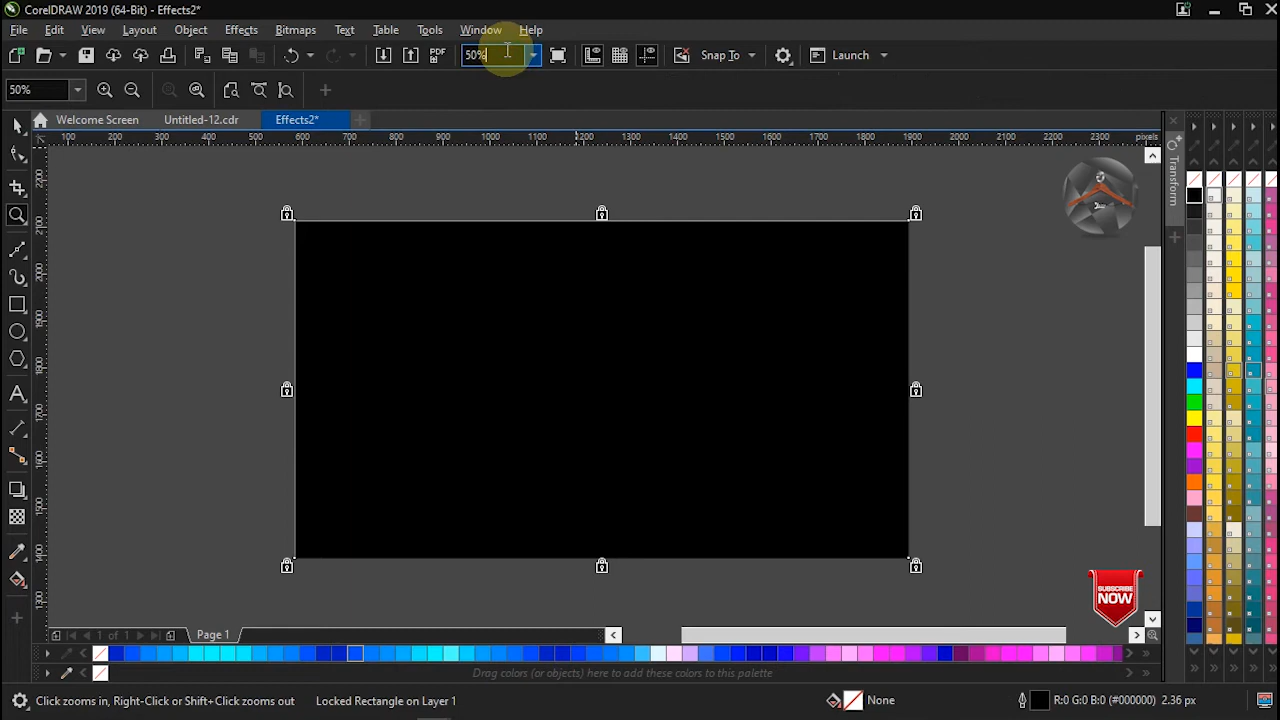 CorelDRAW 2019 (64-Bit) - Effects2*
File Edit View Layout Object Effects Bitmaps Text Table Tools Window Help
PDF 50% Snap To Launch
50%
Welcome Screen Untitled-12.cdr Effects2*
100 200 300 400 500 600 700 800 900 1000 1100 1200 1300 1400 1500 1600 1700 1800 1900 2000 2100 2200 2300 pixels
Transform
SUBSCRIBE
NOW
1 of 1 Page 1
Drag colors (or objects) here to add these colors to this palette
Click zooms in, Right-Click or Shift+Click zooms out Locked Rectangle on Layer 1 None R:0 G:0 B:0 (#000000) 2.36 px